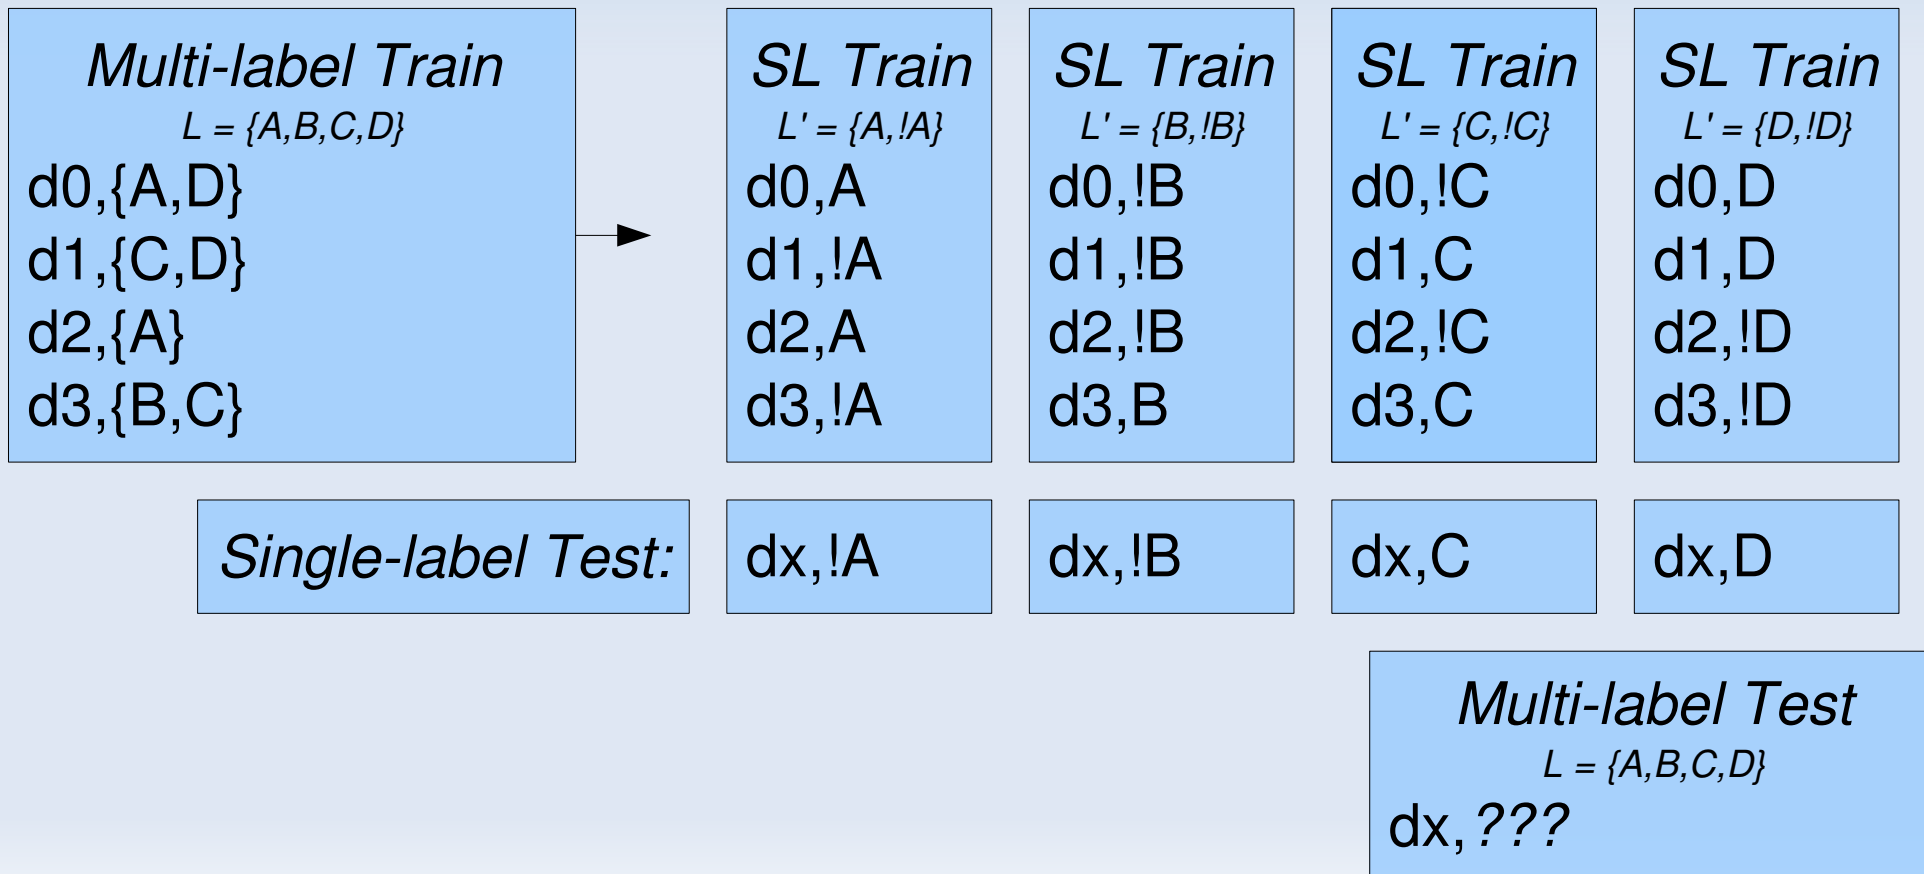 Multi-label Train
L = {A,B,C,D}
d0,{A,D}
d1,{C,D}
d2,{A}
d3,{B,C}
SL Train
L' = {A,!A}
d0,A
d1,!A
d2,A
d3,!A
SL Train
L' = {B,!B}
d0,!B
d1,!B
d2,!B
d3,B
SL Train
L' = {C,!C}
d0,!C
d1,C
d2,!C
d3,C
SL Train
L' = {D,!D}
d0,D
d1,D
d2,!D
d3,!D
Single-label Test:
dx,!A
dx,!B
dx,C
dx,D
Multi-label Test
L = {A,B,C,D}
dx,???